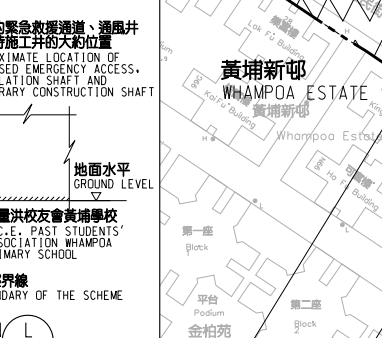 的緊急救援通道、通風井
時施工井的大約位置
XIMATE LOCATION OF
SED EMERGENCY ACCESS,
LATION SHAFT AND
RARY CONSTRUCTION SHAFT
地面水平
GROUND LEVEL
量洪校友會黃埔學校
C.E. PAST STUDENTS'
SOCIATION WHAMPOA
IMARY SCHOOL
界線
NDARY OF THE SCHEME
L
Lok Fu Building
黃埔新邨
WHAMPOA ESTATE
Kai Fu Building
黃埔新邨
Whampoa Estate
H
Ho Fu Building
第一座
Block
1
平台
Podium
金柏苑
第二座
Block
2